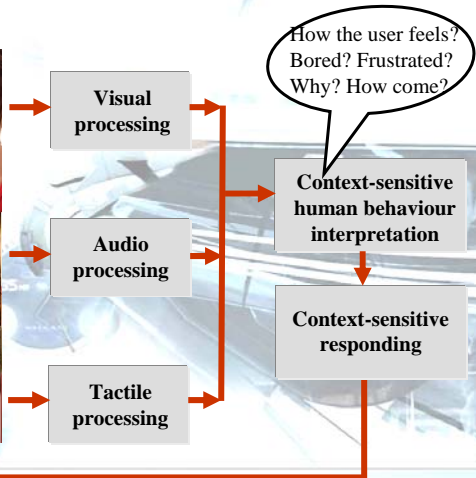 How the user feels?
Bored? Frustrated?
Why? How come?
Visual
processing
Context-sensitive
human behaviour
interpretation
Audio
processing
Context-sensitive
responding
Tactile
processing